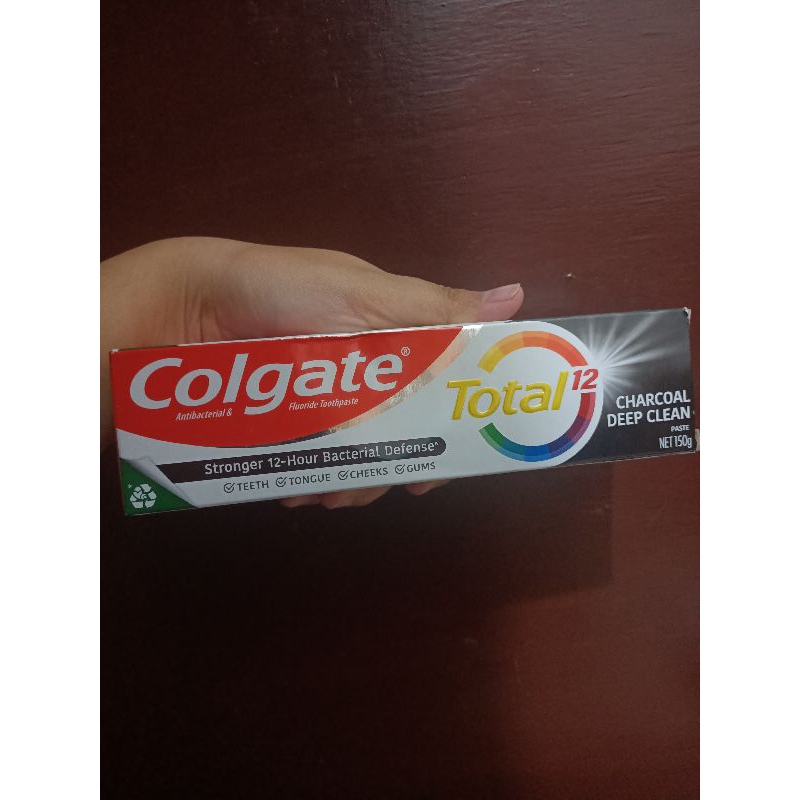 Colgate®
Antibacterial & Fluoride Toothpaste
Total 12
CHARCOAL
DEEP CLEAN
PASTE
NET 150g
Stronger 12-Hour Bacterial Defense^
TEETH TONGUE CHEEKS GUMS